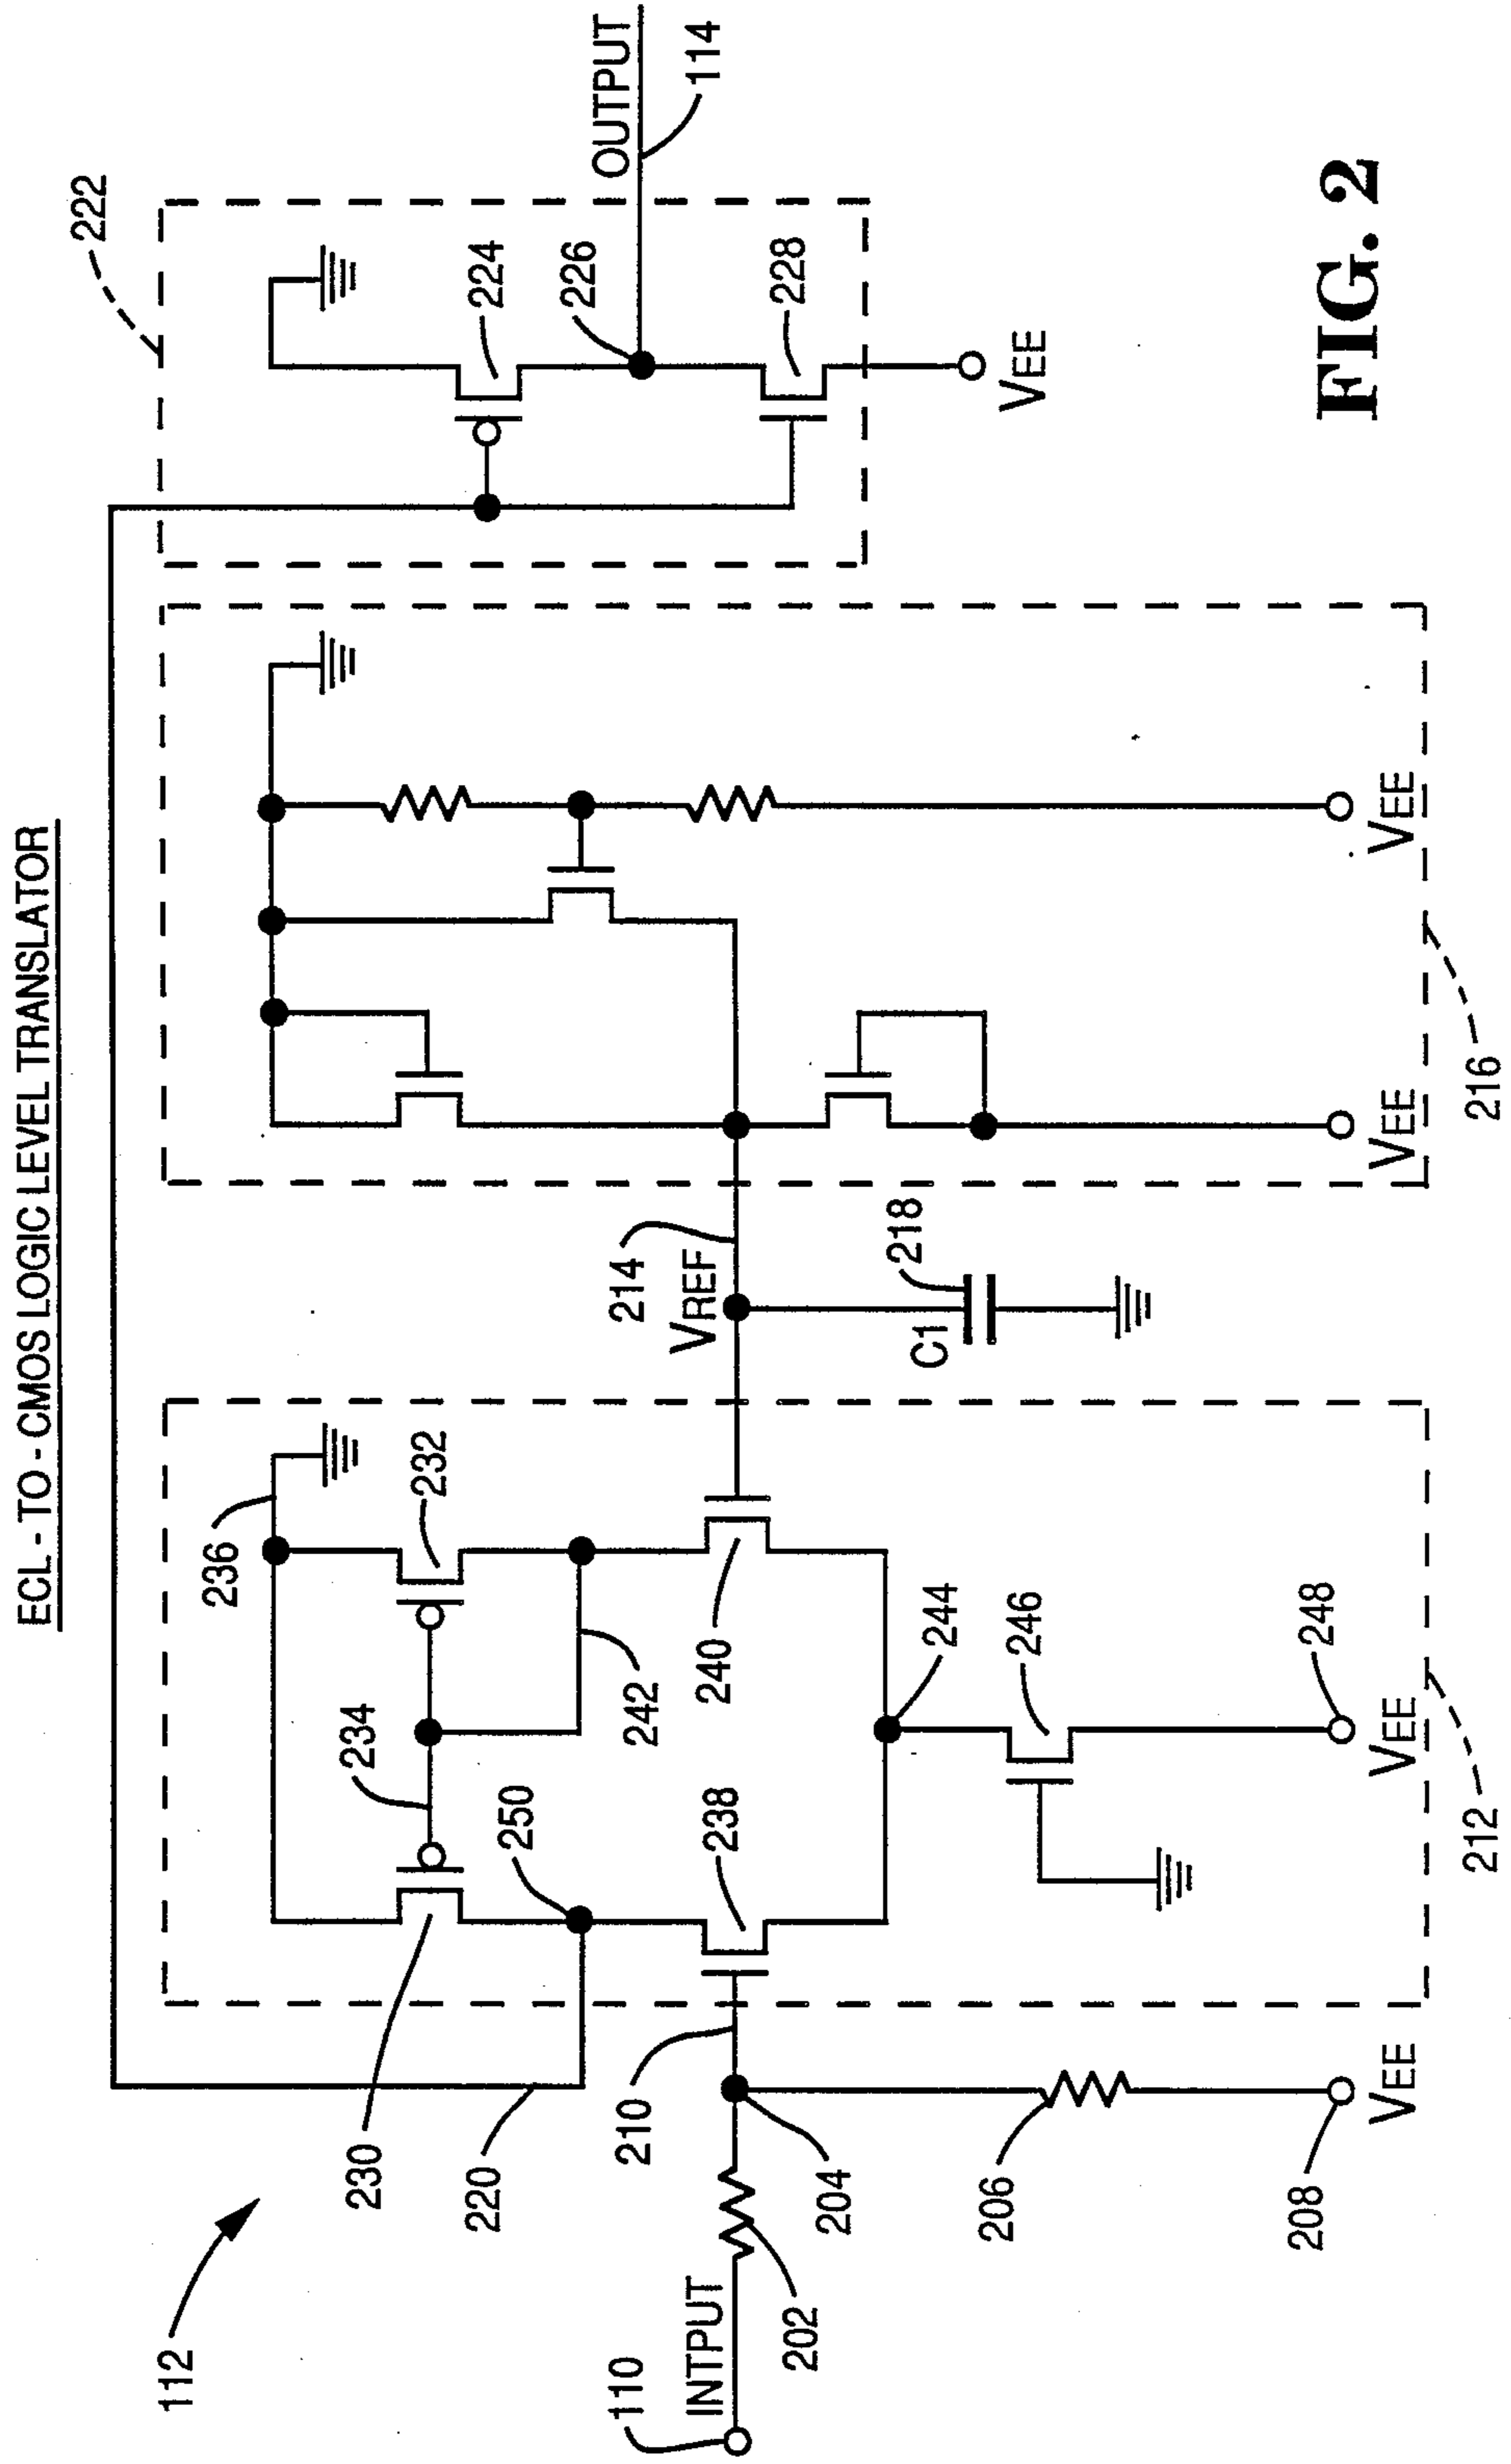 ECL - TO - CMOS LOGIC LEVEL TRANSLATOR
112
110
INTPUT
202
204
210
206
208
VEE
220
230
250
234
236
232
238
242
240
244
246
248
VEE
212
214
VREF
C1
218
VEE
VEE
216
222
224
226
228
VEE
OUTPUT
114
FIG. 2